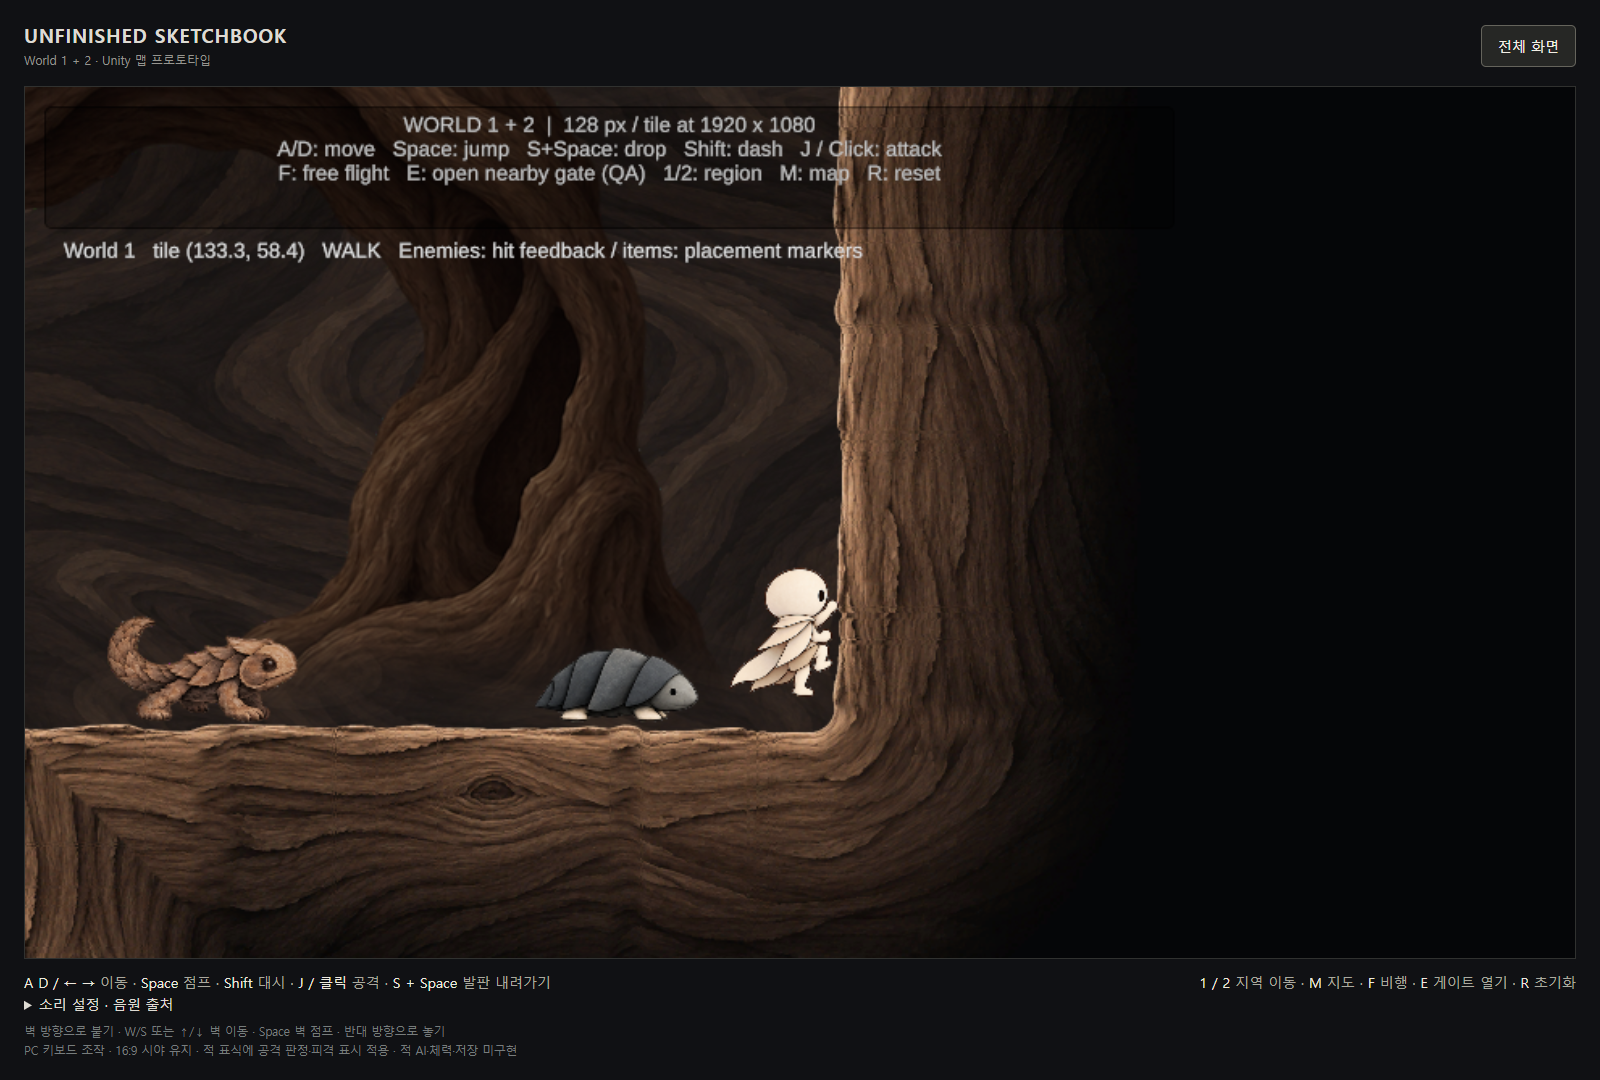 UNFINISHED SKETCHBOOK
World 1 + 2 · Unity 맵 프로토타입
전체 화면
WORLD 1 + 2 | 128 px / tile at 1920 x 1080
A/D: move Space: jump S+Space: drop Shift: dash J / Click: attack
F: free flight E: open nearby gate (QA) 1/2: region M: map R: reset
World 1 tile (133.3, 58.4) WALK Enemies: hit feedback / items: placement markers
A D / ← → 이동 · Space 점프 · Shift 대시 · J / 클릭 공격 · S + Space 발판 내려가기
1 / 2 지역 이동 · M 지도 · F 비행 · E 게이트 열기 · R 초기화
▶ 소리 설정 · 음원 출처
벽 방향으로 붙기 · W/S 또는 ↑/↓ 벽 이동 · Space 벽 점프 · 반대 방향으로 놓기
PC 키보드 조작 · 16:9 시야 유지 · 적 표식에 공격 판정·피격 표시 적용 · 적 AI·체력·저장 미구현